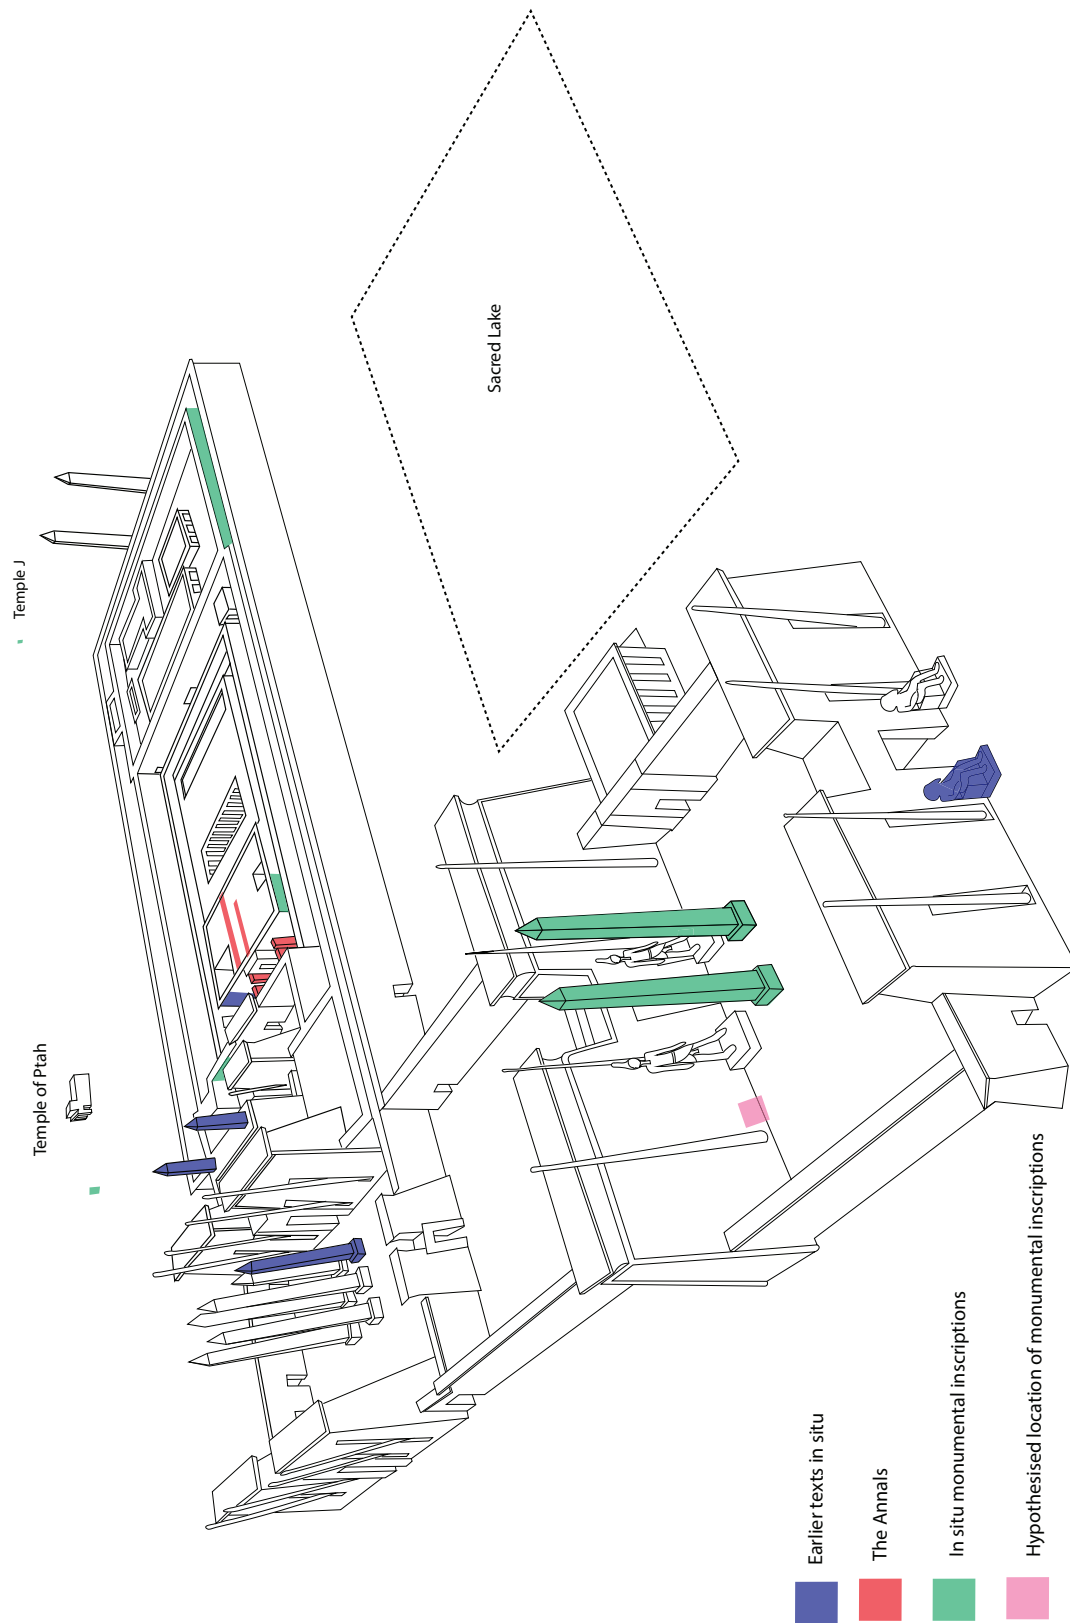 Temple J
Temple of Ptah
Sacred Lake
Earlier texts in situ
The Annals
In situ monumental inscriptions
Hypothesised location of monumental inscriptions